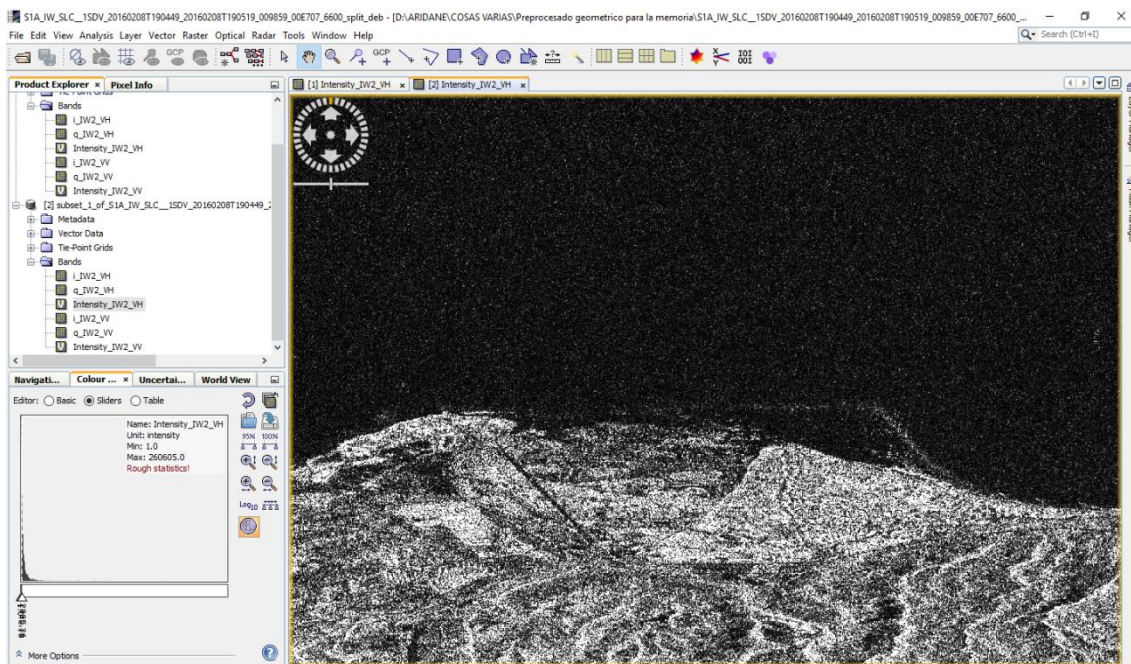 S1A_IW_SLC__1SDV_20160208T190449_20160208T190519_009859_00E707_6600_split_deb - [D:\ARIDANE\COSAS VARIAS\Preprocesado geometrico para la memoria\S1A_IW_SLC__1SDV_20160208T190449_20160208T190519_009859_00E707_6600_...
File Edit View Analysis Layer Vector Raster Optical Radar Tools Window Help
Search (Ctrl+I)
GCP
GCP
Product Explorer × Pixel Info
[1] Intensity_IW2_VH × [2] Intensity_IW2_VH ×
Bands
i_IW2_VH
q_IW2_VH
Intensity_IW2_VH
i_IW2_VV
q_IW2_VV
Intensity_IW2_VV
[2] subset_1_of_S1A_IW_SLC__1SDV_20160208T190449_2
Metadata
Vector Data
Tie-Point Grids
Bands
i_IW2_VH
q_IW2_VH
Intensity_IW2_VH
i_IW2_VV
q_IW2_VV
Intensity_IW2_VV
Navigati... Colour ... × Uncertai... World View
Editor: Basic Sliders Table
Name: Intensity_IW2_VH
Unit: intensity
Min: 1.0
Max: 260605.0
Rough statistics!
95% 100%
Log10
More Options